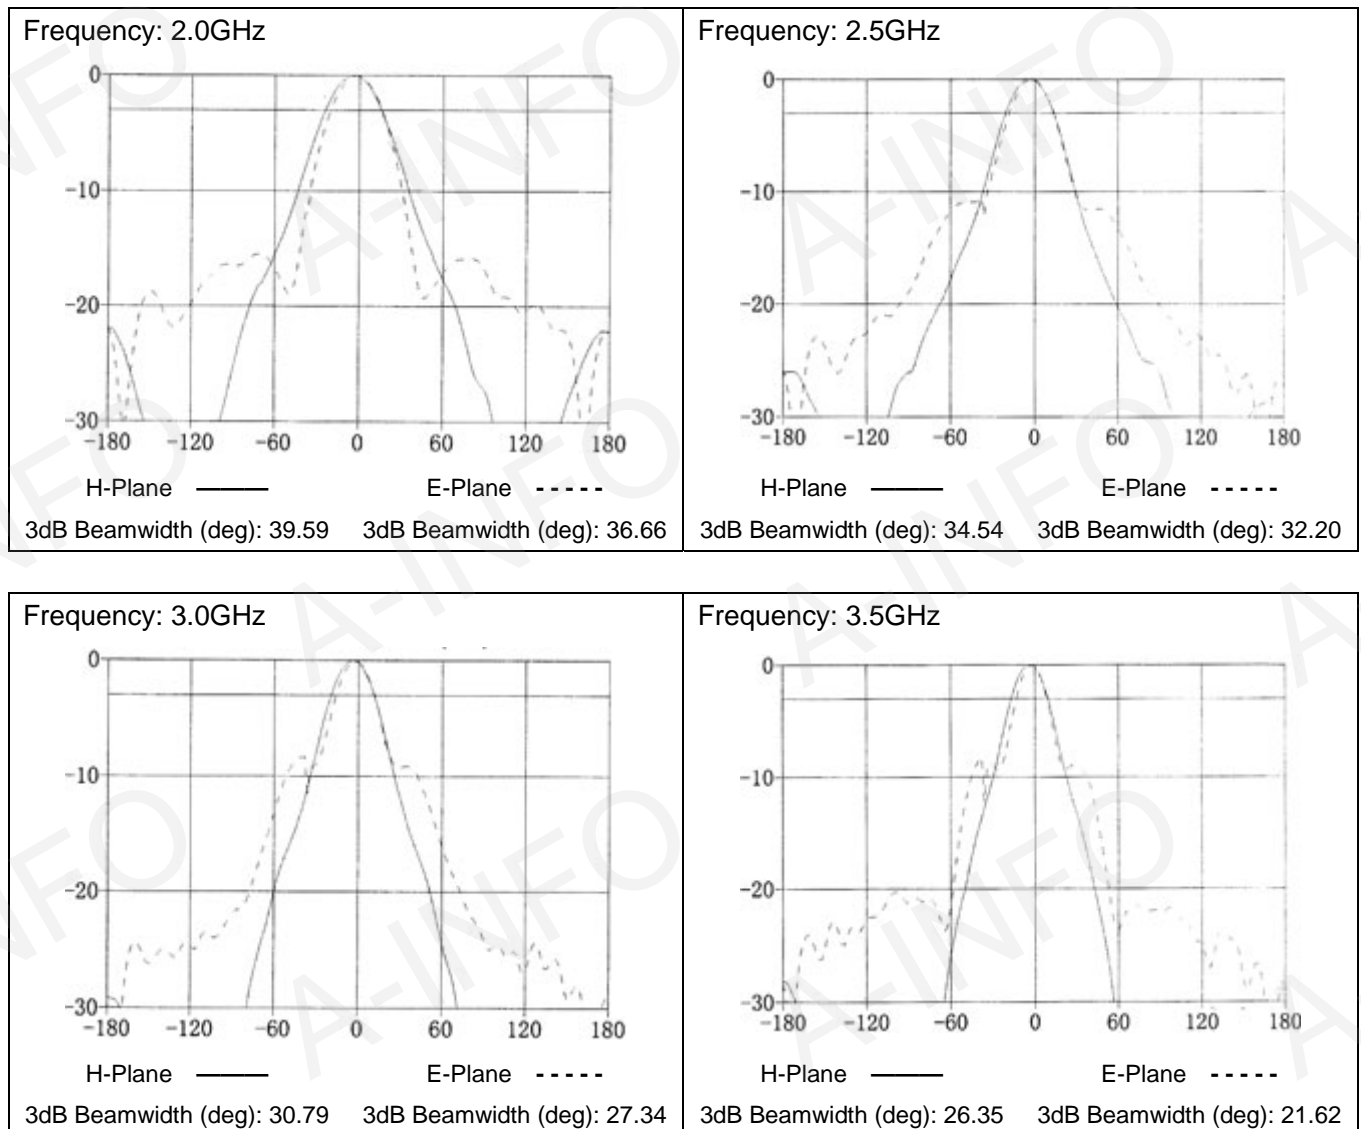 Frequency: 2.0GHz
0
-10
-20
-30
-180 -120 -60 0 60 120 180
H-Plane E-Plane
3dB Beamwidth (deg): 39.59 3dB Beamwidth (deg): 36.66
Frequency: 2.5GHz
0
-10
-20
-30
-180 -120 -60 0 60 120 180
H-Plane E-Plane
3dB Beamwidth (deg): 34.54 3dB Beamwidth (deg): 32.20
Frequency: 3.0GHz
0
-10
-20
-30
-180 -120 -60 0 60 120 180
H-Plane E-Plane
3dB Beamwidth (deg): 30.79 3dB Beamwidth (deg): 27.34
Frequency: 3.5GHz
0
-10
-20
-30
-180 -120 -60 0 60 120 180
H-Plane E-Plane
3dB Beamwidth (deg): 26.35 3dB Beamwidth (deg): 21.62
A-INFO
A-INFO
A-INFO
A-INFO